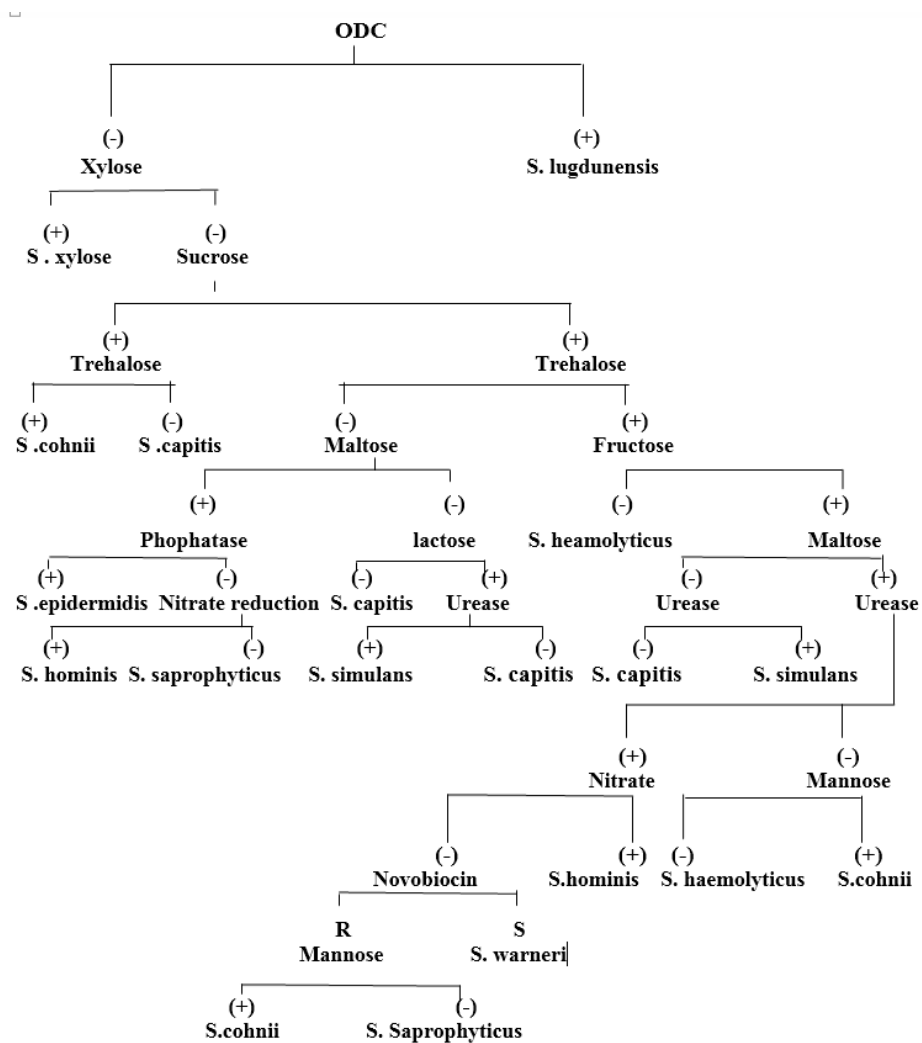 ODC
(-) (+)
Xylose S. lugdunensis
(+) (-)
S . xylose Sucrose
(+) (+)
Trehalose Trehalose
(+) (-) (-) (+)
S .cohnii S .capitis Maltose Fructose
(+) (-) (-) (+)
Phophatase lactose S. heamolyticus Maltose
(+) (-) (-) (+) (-) (+)
S .epidermidis Nitrate reduction S. capitis Urease Urease Urease
(+) (-) (+) (-) (-) (+)
S. hominis S. saprophyticus S. simulans S. capitis S. capitis S. simulans
(+) (-)
Nitrate Mannose
(-) (+) (-) (+)
Novobiocin S.hominis S. haemolyticus S.cohnii
R S
Mannose S. warneri
(+) (-)
S.cohnii S. Saprophyticus